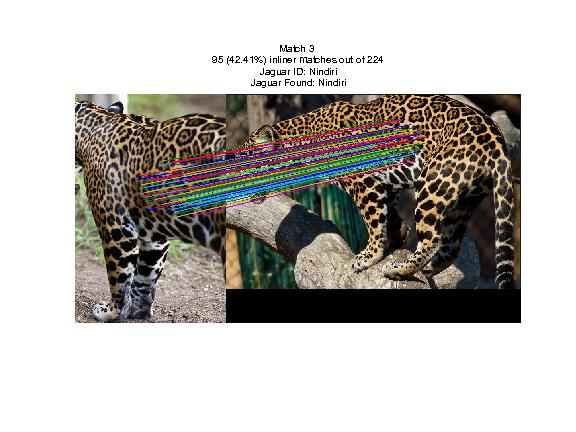 Match 3
95 (42.41%) inliner matches out of 224
Jaguar ID: Nindiri
Jaguar Found: Nindiri